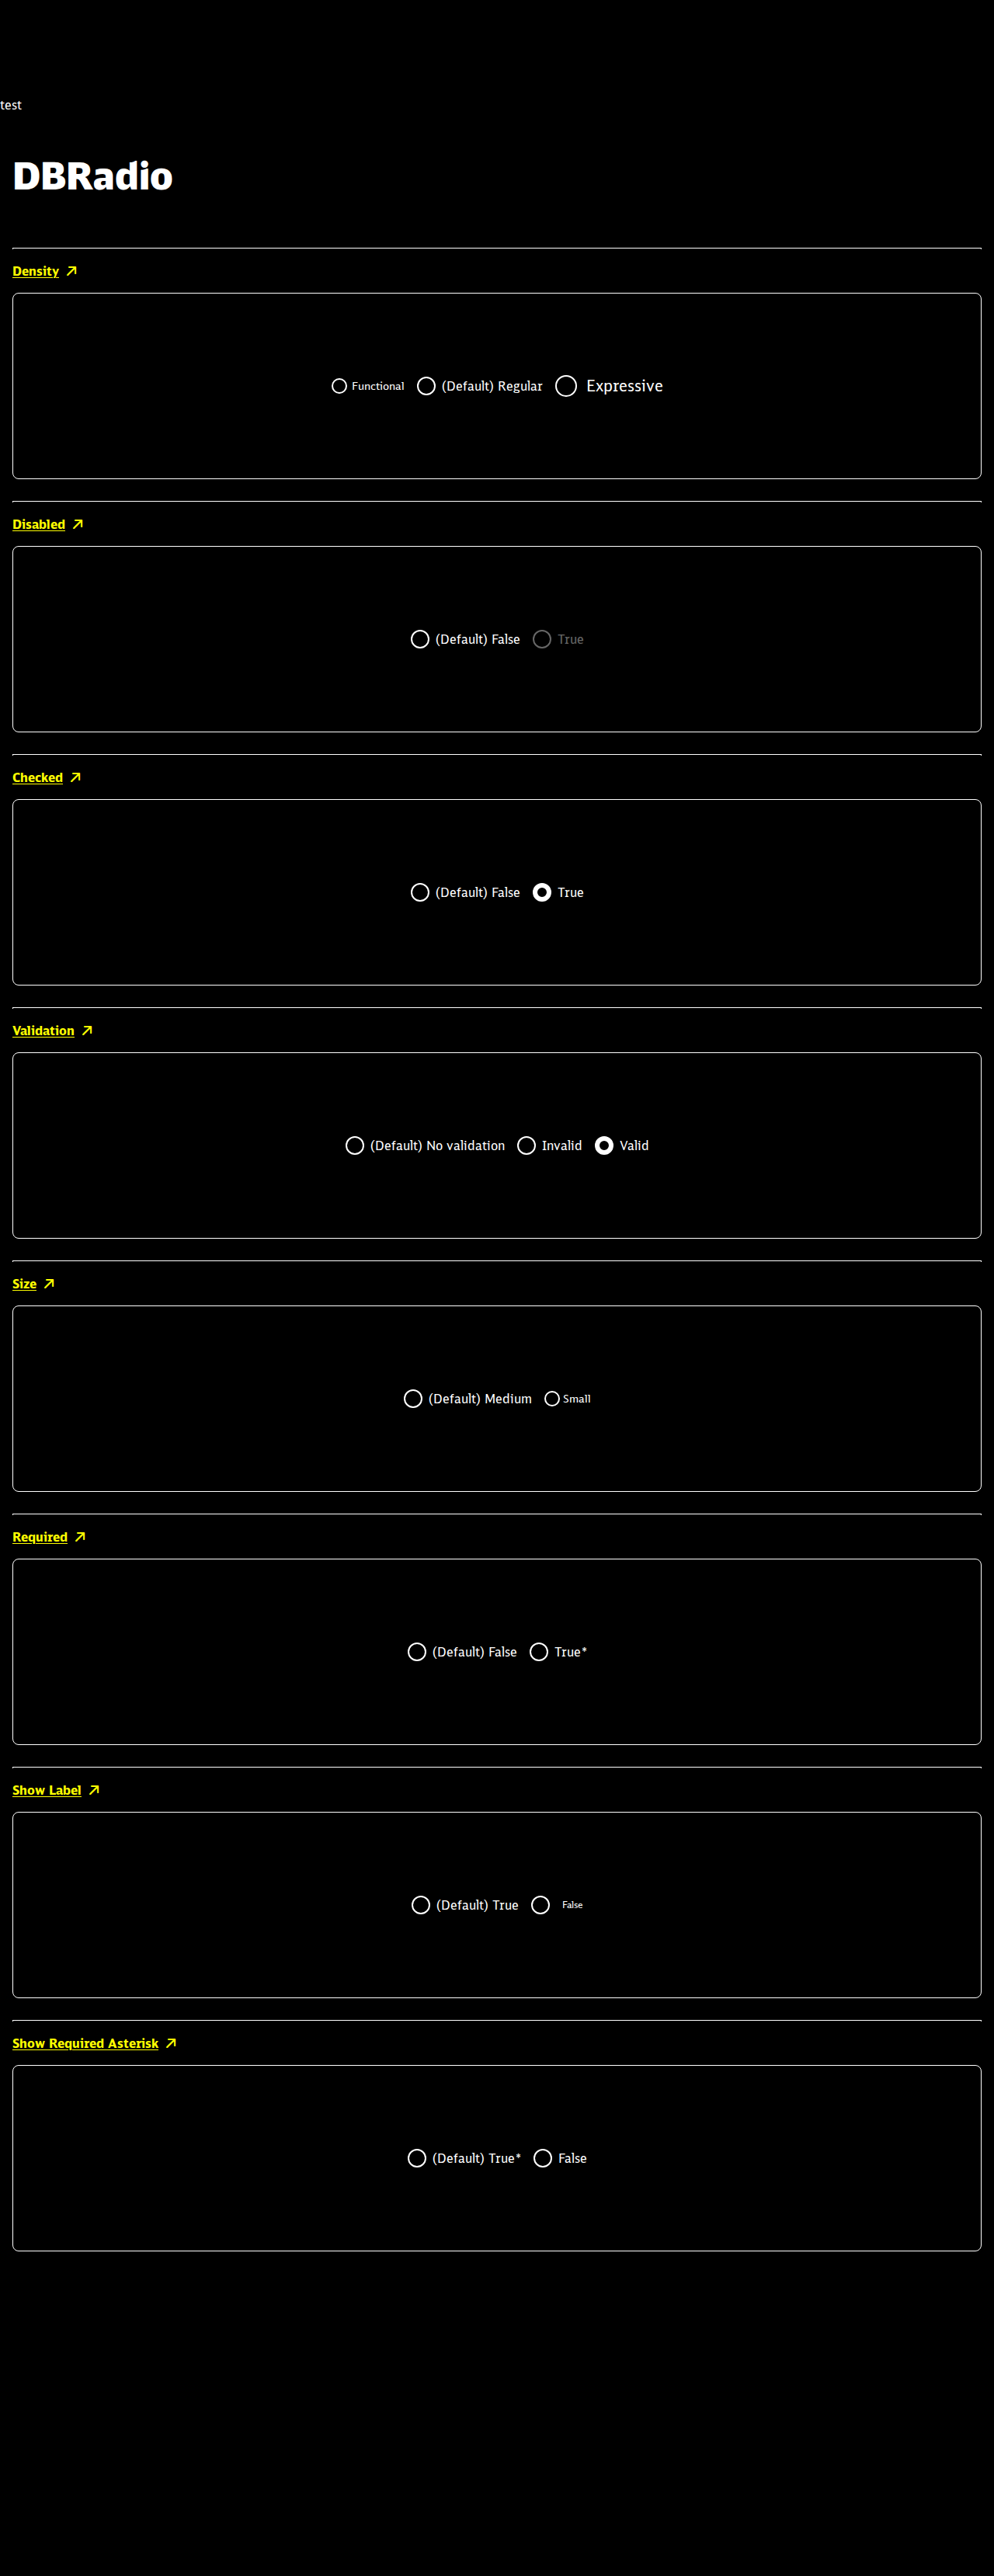 test
DBRadio
Density
Functional (Default) Regular Expressive
Disabled
(Default) False True
Checked
(Default) False True
Validation
(Default) No validation Invalid Valid
Size
(Default) Medium Small
Required
(Default) False True*
Show Label
(Default) True False
Show Required Asterisk
(Default) True* False